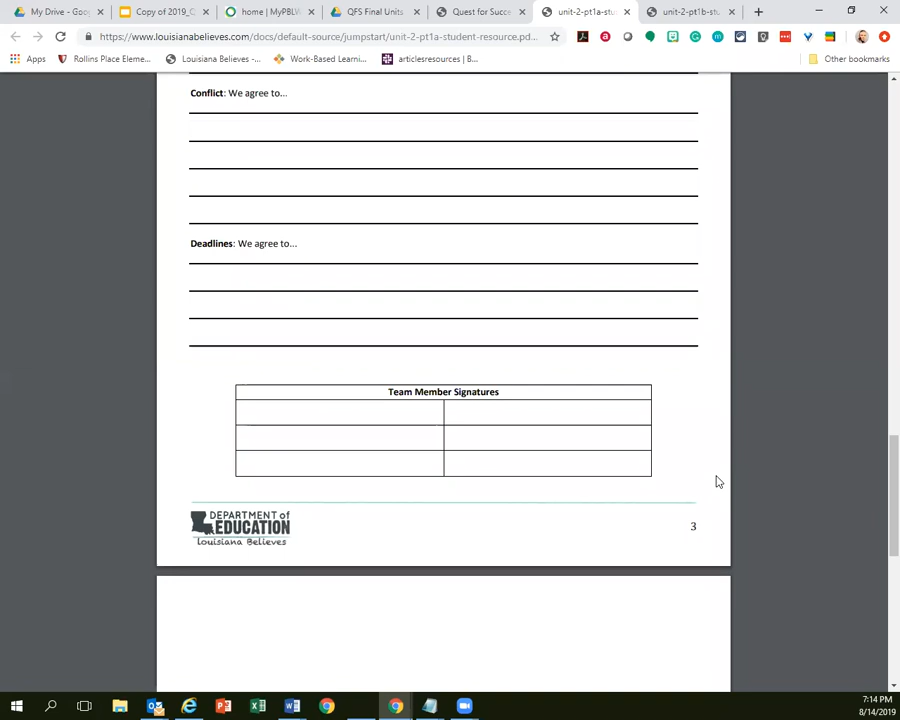 My Drive - Goo
Copy of 2019_Q
home | MyPBLW
QFS Final Units
Quest for Succe
unit-2-pt1a-stu
unit-2-pt1b-stu
https://www.louisianabelieves.com/docs/default-source/jumpstart/unit-2-pt1a-student-resource.pd...
Apps
Rollins Place Eleme...
Louisiana Believes -...
Work-Based Learni...
articlesresources | B...
Other bookmarks
Conflict: We agree to...
Deadlines: We agree to...
Team Member Signatures
DEPARTMENT of
EDUCATION
Louisiana Believes
3
7:14 PM
8/14/2019